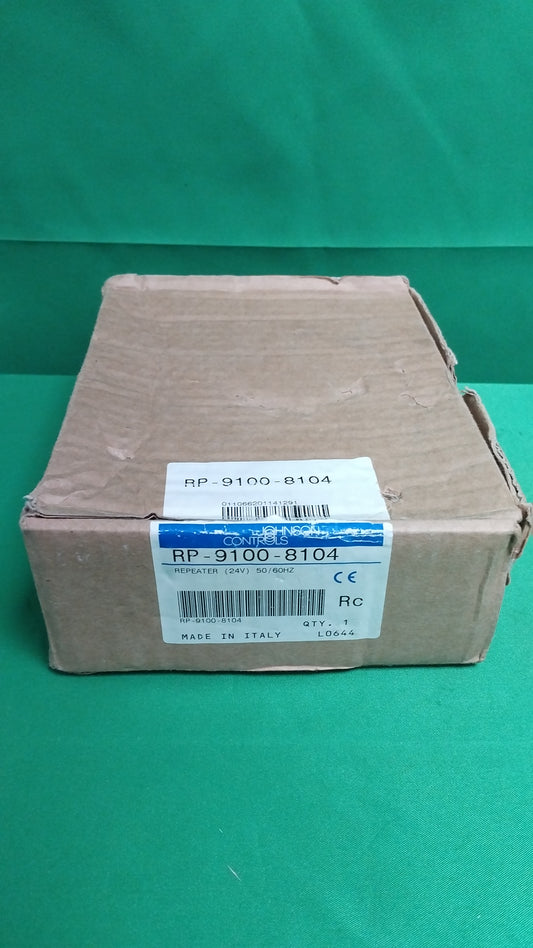 RP-9100-8104
011066201141291
JOHNSON
CONTROLS
RP-9100-8104
REPEATER (24V) 50/60HZ
CE
Rc
RP-9100-8104
QTY. 1
MADE IN ITALY L0644